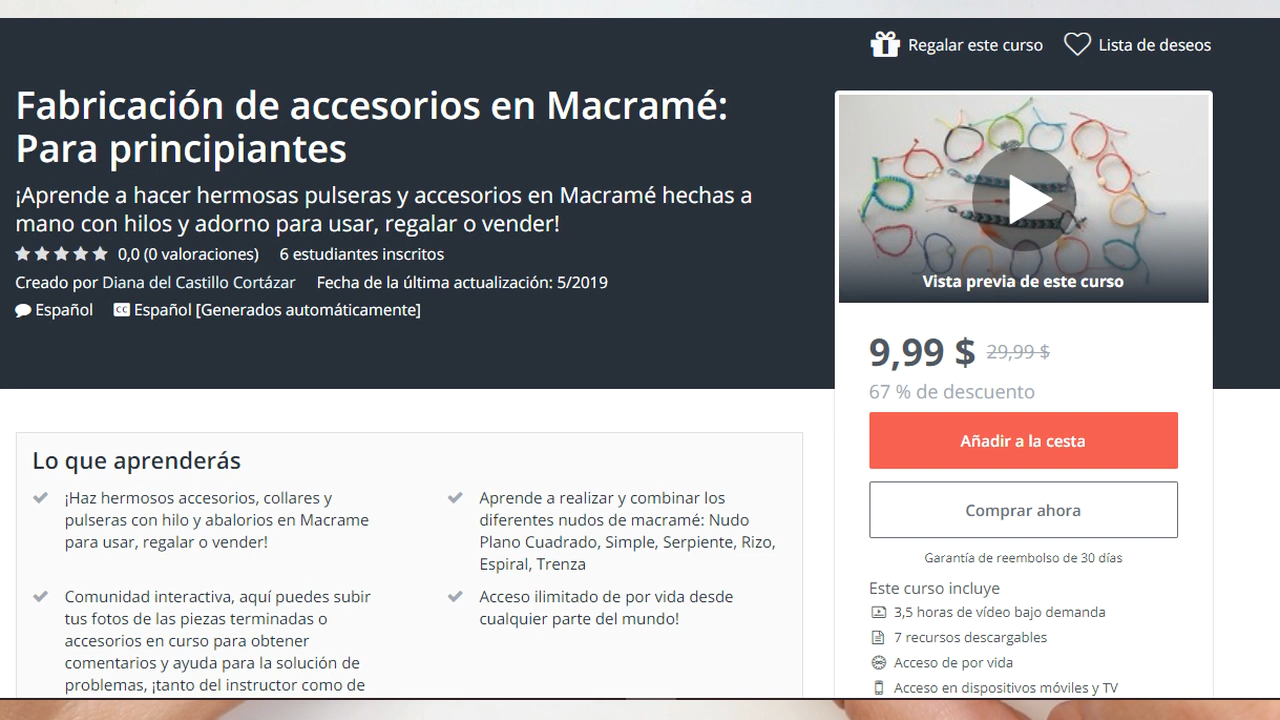 Regalar este curso
Lista de deseos
Fabricación de accesorios en Macramé:
Para principiantes
¡Aprende a hacer hermosas pulseras y accesorios en Macramé hechas a
mano con hilos y adorno para usar, regalar o vender!
0,0 (0 valoraciones) 6 estudiantes inscritos
Creado por Diana del Castillo Cortázar Fecha de la última actualización: 5/2019
Español CC Español [Generados automáticamente]
Vista previa de este curso
9,99 $ 29,99 $
67 % de descuento
Añadir a la cesta
Comprar ahora
Garantía de reembolso de 30 días
Este curso incluye
3,5 horas de vídeo bajo demanda
7 recursos descargables
Acceso de por vida
Acceso en dispositivos móviles y TV
Lo que aprenderás
¡Haz hermosos accesorios, collares y
pulseras con hilo y abalorios en Macrame
para usar, regalar o vender!
Aprende a realizar y combinar los
diferentes nudos de macramé: Nudo
Plano Cuadrado, Simple, Serpiente, Rizo,
Espiral, Trenza
Comunidad interactiva, aquí puedes subir
tus fotos de las piezas terminadas o
accesorios en curso para obtener
comentarios y ayuda para la solución de
problemas, ¡tanto del instructor como de
Acceso ilimitado de por vida desde
cualquier parte del mundo!